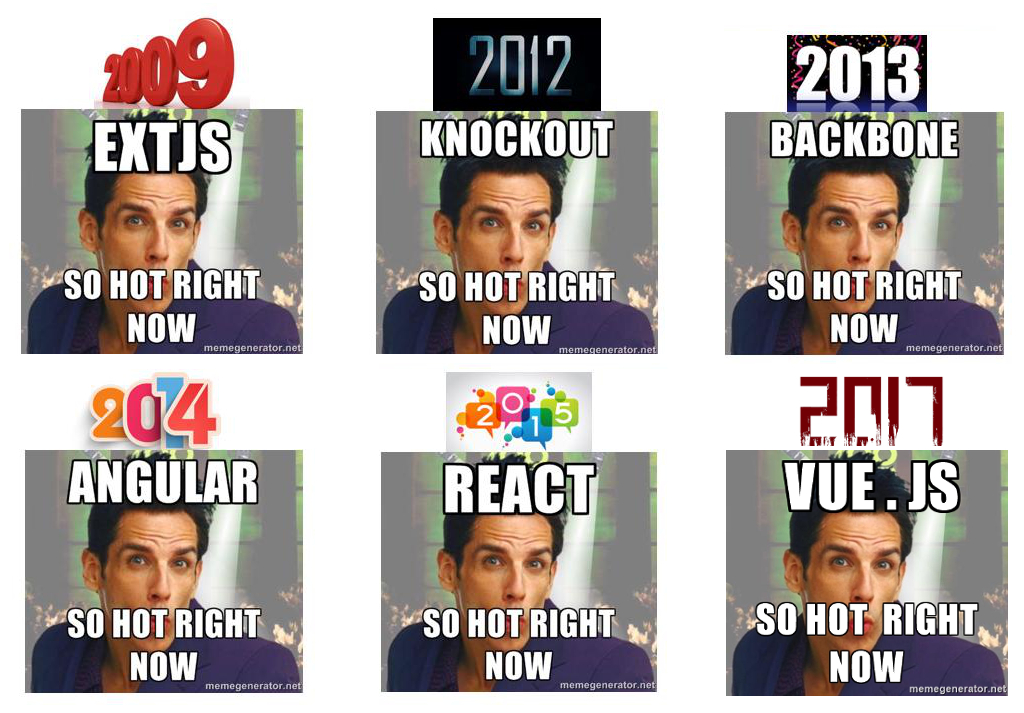 2009
EXTJS
SO HOT RIGHT
NOW
memegenerator.net
2012
KNOCKOUT
SO HOT RIGHT
NOW
memegenerator.net
2013
BACKBONE
SO HOT RIGHT
NOW
memegenerator.net
2014
ANGULAR
SO HOT RIGHT
NOW
memegenerator.net
2015
REACT
SO HOT RIGHT
NOW
memegenerator.net
2017
VUE . JS
SO HOT RIGHT
NOW
memegenerator.net